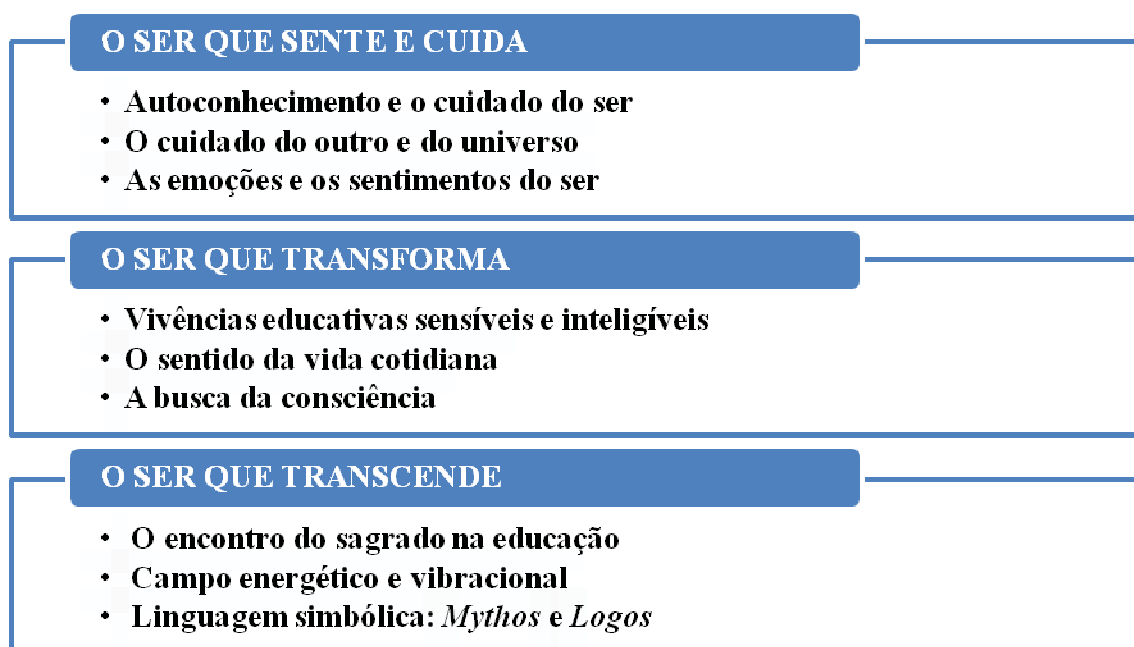 O SER QUE SENTE E CUIDA
• Autoconhecimento e o cuidado do ser
• O cuidado do outro e do universo
• As emoções e os sentimentos do ser
O SER QUE TRANSFORMA
• Vivências educativas sensíveis e inteligíveis
• O sentido da vida cotidiana
• A busca da consciência
O SER QUE TRANSCENDE
• O encontro do sagrado na educação
• Campo energético e vibracional
• Linguagem simbólica: Mythos e Logos